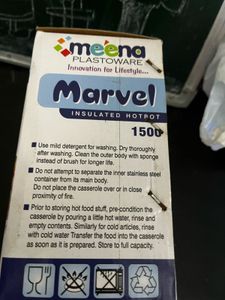 meena
PLASTOWARE
Innovation for Lifestyle...
Marvel
INSULATED HOTPOT
1500
Use mild detergent for washing. Dry thoroughly
after washing. Clean the outer body with sponge
instead of brush for longer life.
Do not attempt to separate the inner stainless steel
container from its main body.
Do not place the casserole over or in close
proximity of fire.
Prior to storing hot food stuff, pre-condition the
casserole by pouring a little hot water, rinse and
empty contents. Similarly for cold articles, rinse
with cold water Transfer the food into the casserole
as soon as it is prepared. Store to full capacity.